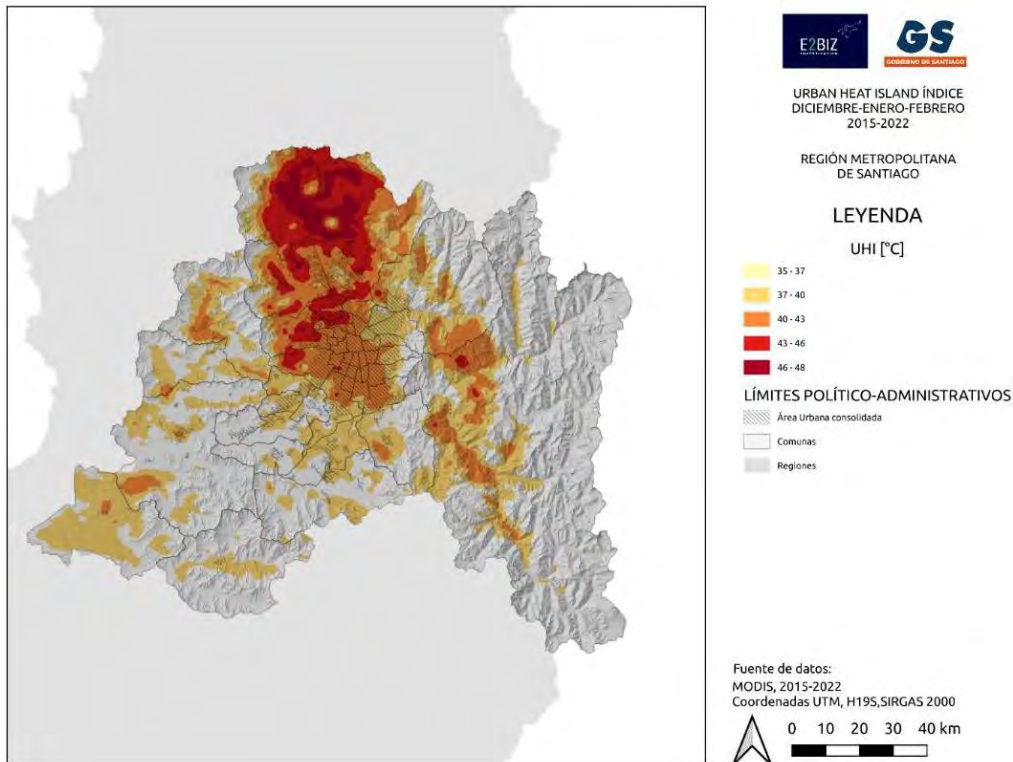 E2BIZ
GS
GOBIERNO DE SANTIAGO
URBAN HEAT ISLAND ÍNDICE
DICIEMBRE-ENERO-FEBRERO
2015-2022
REGIÓN METROPOLITANA
DE SANTIAGO
LEYENDA
UHI [°C]
35 - 37
37 - 40
40 - 43
43 - 46
46 - 48
LÍMITES POLÍTICO-ADMINISTRATIVOS
Área Urbana consolidada
Comunas
Regiones
Fuente de datos:
MODIS, 2015-2022
Coordenadas UTM, H19S,SIRGAS 2000
0 10 20 30 40 km